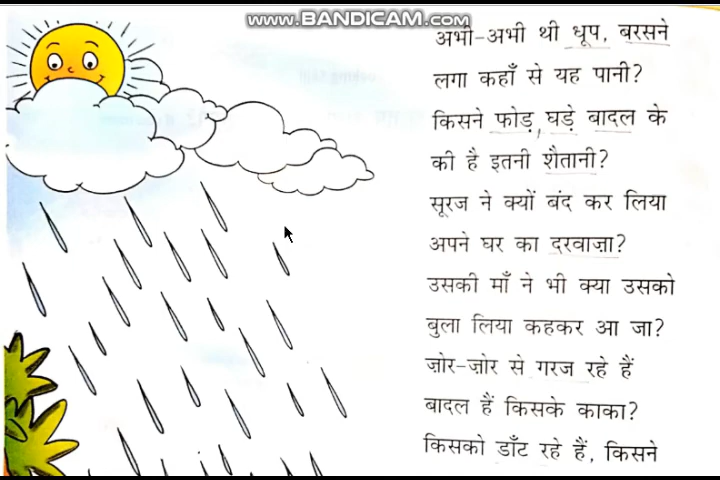 www.BANDICAM.com
अभी-अभी थी धूप, बरसने
लगा कहाँ से यह पानी?
किसने फोड़ घड़े बादल के
की है इतनी शैतानी?
सूरज ने क्यों बंद कर लिया
अपने घर का दरवाज़ा?
उसकी माँ ने भी क्या उसको
बुला लिया कहकर आ जा?
ज़ोर-ज़ोर से गरज रहे हैं
बादल हैं किसके काका?
किसको डाँट रहे हैं, किसने